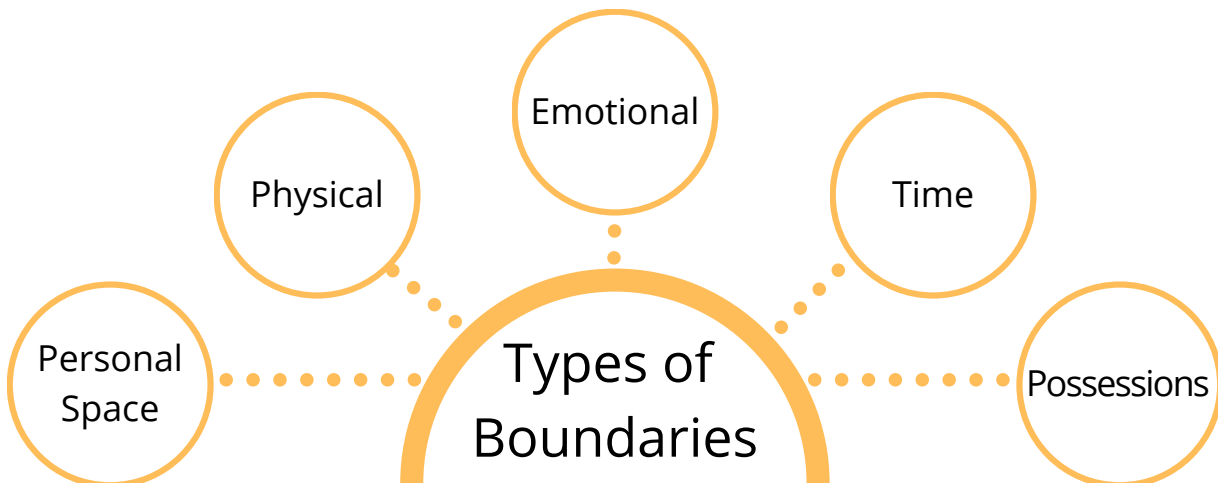 Emotional
Physical
Time
Personal
Space
Possessions
Types of
Boundaries